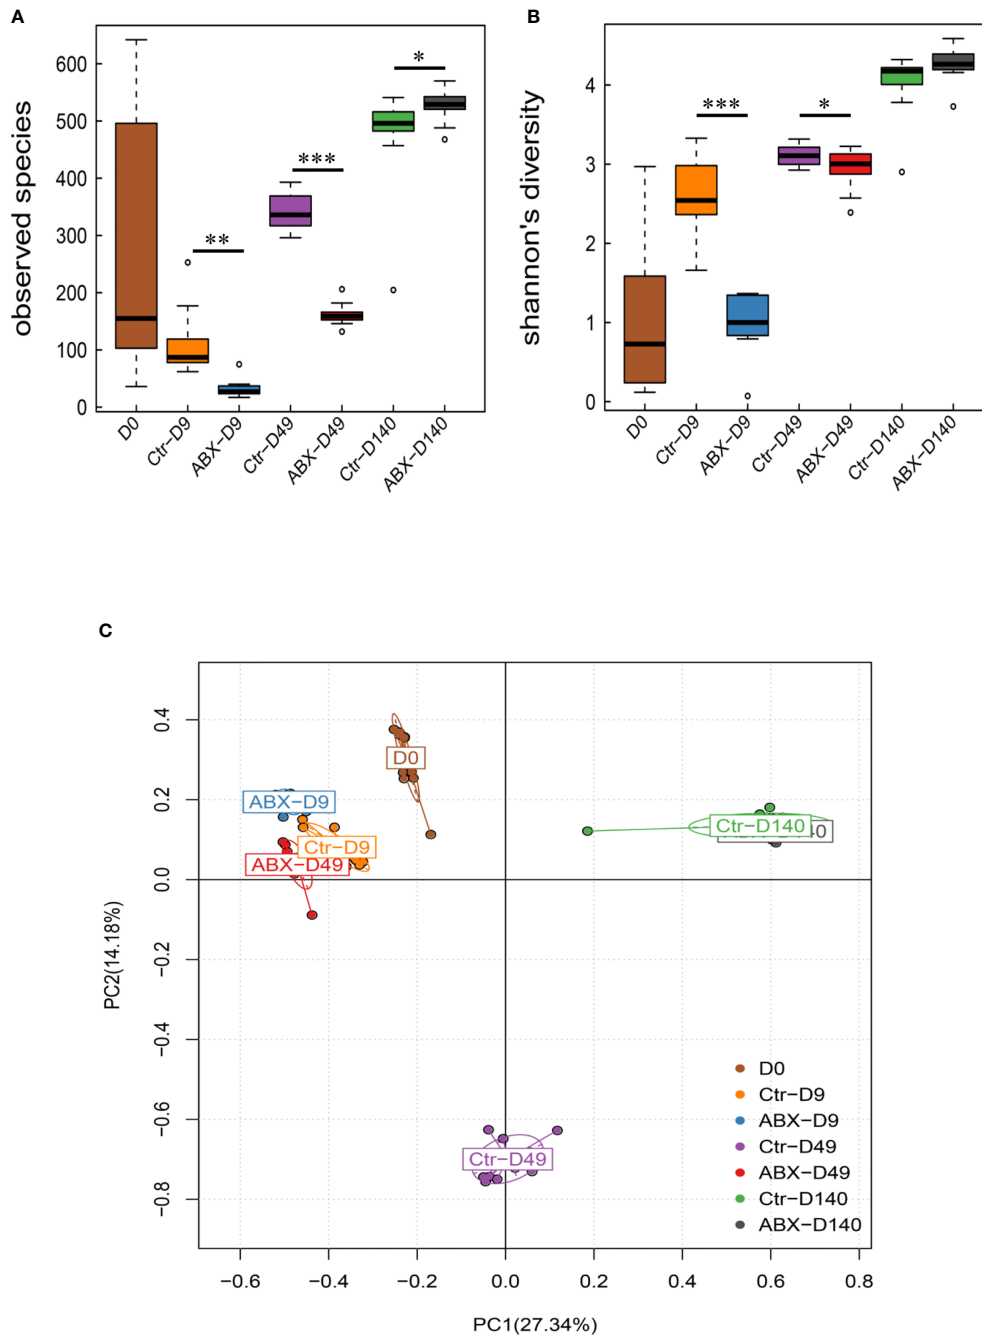 A
observed species
600
500
400
300
200
100
0
**
***
*
D0
Ctr−D9
ABX−D9
Ctr−D49
ABX−D49
Ctr−D140
ABX−D140
B
shannon's diversity
4
3
2
1
0
***
*
D0
Ctr−D9
ABX−D9
Ctr−D49
ABX−D49
Ctr−D140
ABX−D140
C
PC2(14.18%)
0.4
0.2
0.0
−0.2
−0.4
−0.6
−0.8
D0
ABX−D9
Ctr−D9
ABX−D49
Ctr−D140
Ctr−D49
D0
Ctr−D9
ABX−D9
Ctr−D49
ABX−D49
Ctr−D140
ABX−D140
−0.6
−0.4
−0.2
0.0
0.2
0.4
0.6
0.8
PC1(27.34%)